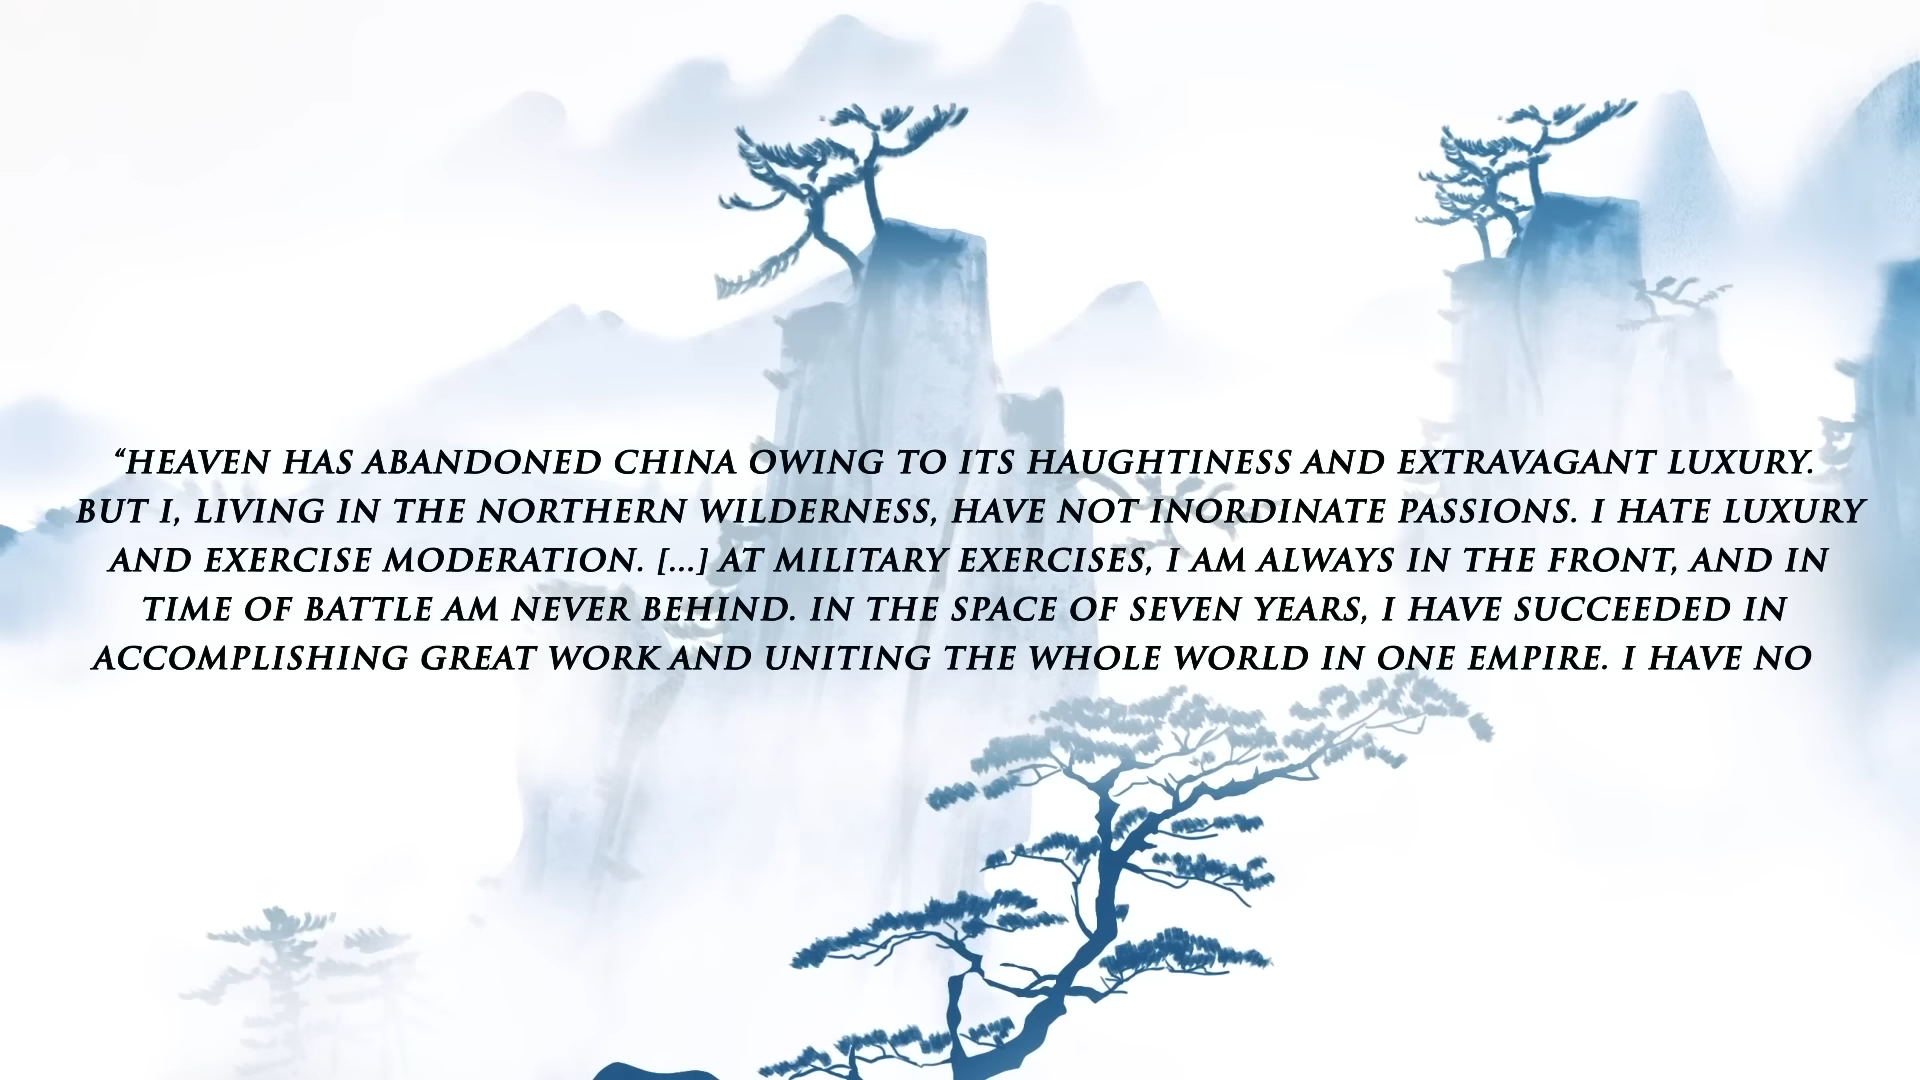 “HEAVEN HAS ABANDONED CHINA OWING TO ITS HAUGHTINESS AND EXTRAVAGANT LUXURY.
BUT I, LIVING IN THE NORTHERN WILDERNESS, HAVE NOT INORDINATE PASSIONS. I HATE LUXURY
AND EXERCISE MODERATION. [...] AT MILITARY EXERCISES, I AM ALWAYS IN THE FRONT, AND IN
TIME OF BATTLE AM NEVER BEHIND. IN THE SPACE OF SEVEN YEARS, I HAVE SUCCEEDED IN
ACCOMPLISHING GREAT WORK AND UNITING THE WHOLE WORLD IN ONE EMPIRE. I HAVE NO